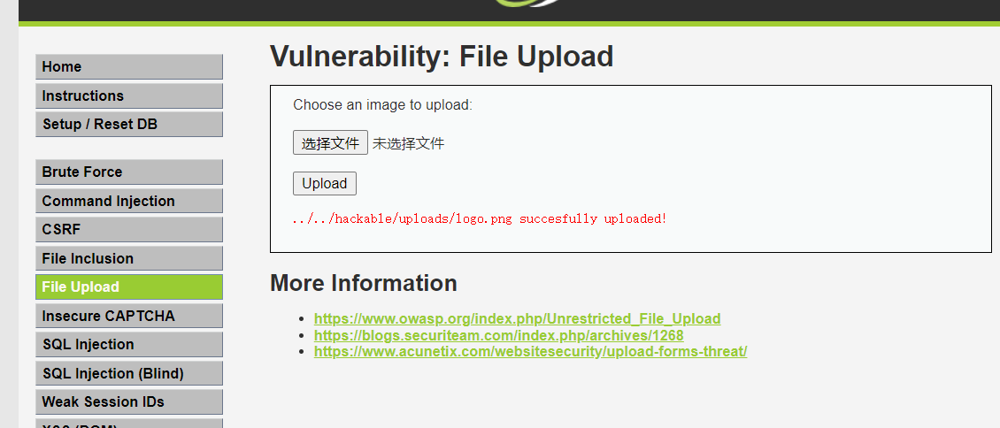 Home
Instructions
Setup / Reset DB
Brute Force
Command Injection
CSRF
File Inclusion
File Upload
Insecure CAPTCHA
SQL Injection
SQL Injection (Blind)
Weak Session IDs
Vulnerability: File Upload
Choose an image to upload:
选择文件 未选择文件
Upload
../../hackable/uploads/logo.png succesfully uploaded!
More Information
https://www.owasp.org/index.php/Unrestricted_File_Upload
https://blogs.securiteam.com/index.php/archives/1268
https://www.acunetix.com/websitesecurity/upload-forms-threat/